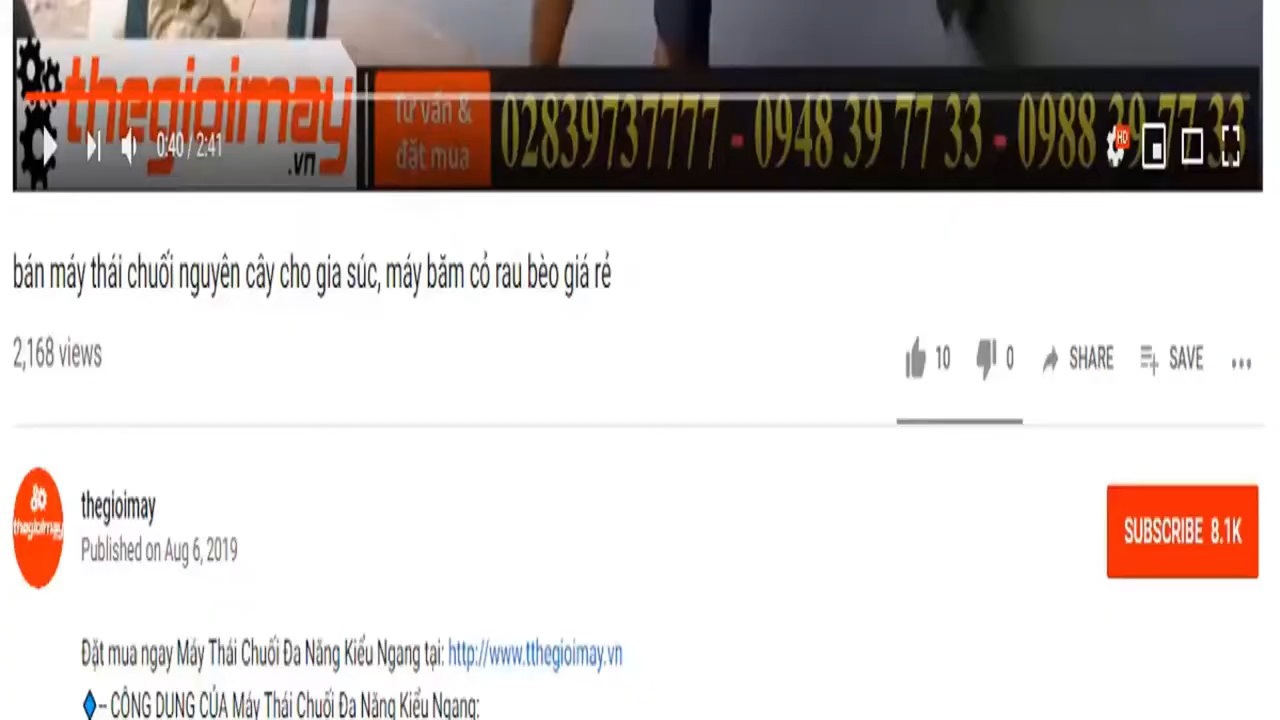 thegioimay
.vn
Tư vấn &
đặt mua
02839737777 - 0948 39 77 33 - 0988 39 77 33
HD
0:40 / 2:41
bán máy thái chuối nguyên cây cho gia súc, máy băm cỏ rau bèo giá rẻ
2,168 views
10 0 SHARE SAVE
thegioimay
thegioimay
Published on Aug 6, 2019
SUBSCRIBE 8.1K
Đặt mua ngay Máy Thái Chuối Đa Năng Kiểu Ngang tại: http://www.tthegioimay.vn
-- CÔNG DỤNG CỦA Máy Thái Chuối Đa Năng Kiểu Ngang: